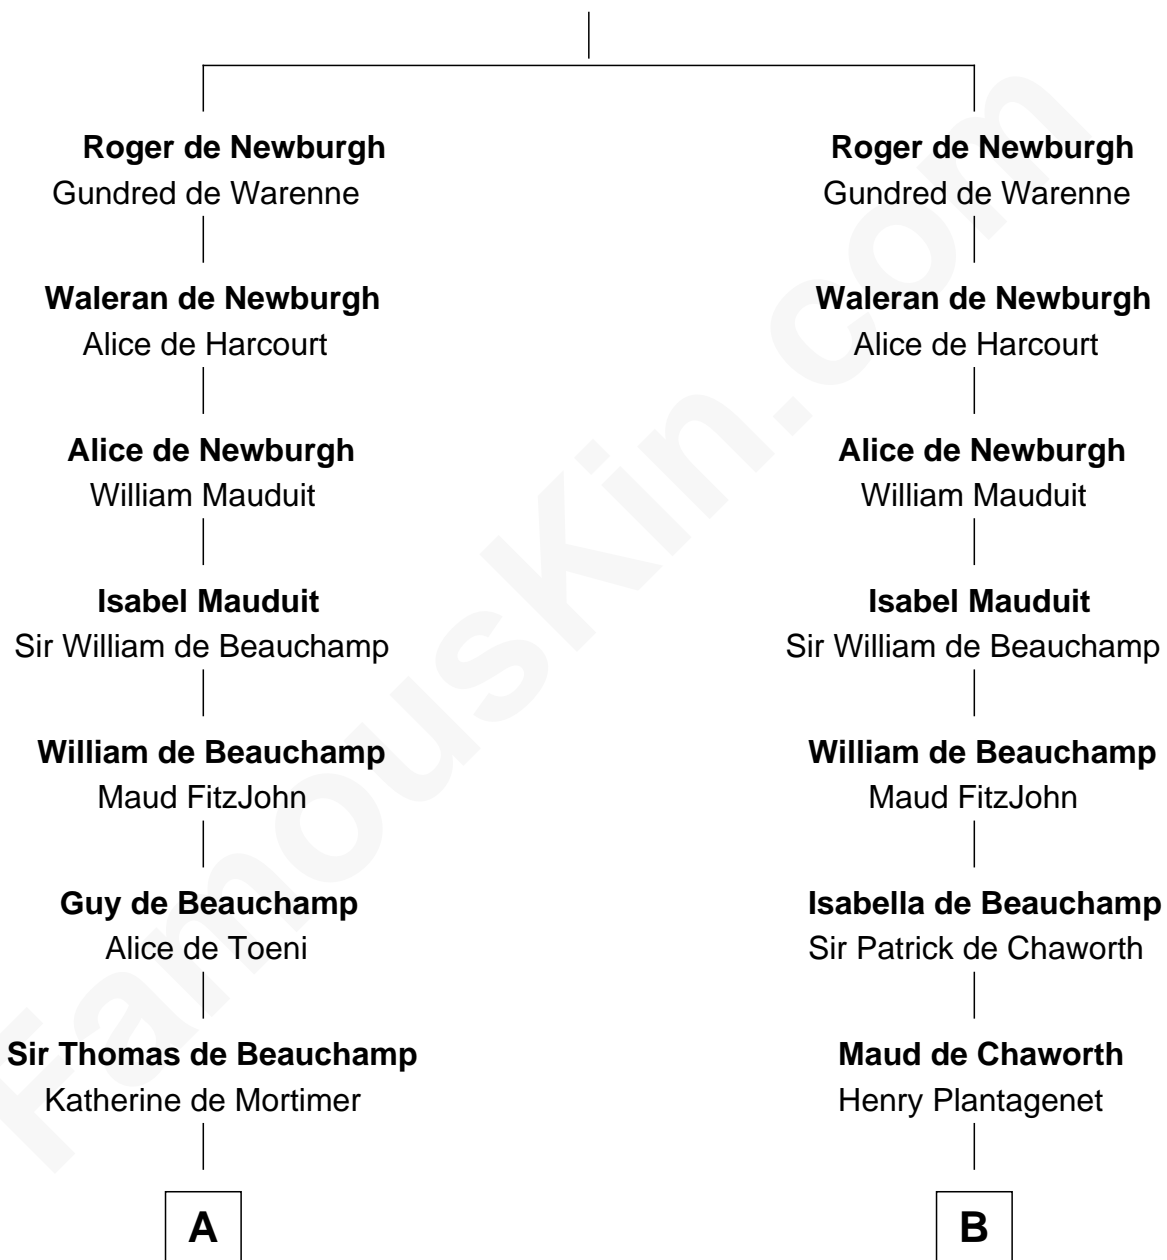 Roger de Newburgh
Gundred de Warenne
Waleran de Newburgh
Alice de Harcourt
Alice de Newburgh
William Mauduit
Isabel Mauduit
Sir William de Beauchamp
William de Beauchamp
Maud FitzJohn
Guy de Beauchamp
Alice de Toeni
Sir Thomas de Beauchamp
Katherine de Mortimer
A
Roger de Newburgh
Gundred de Warenne
Waleran de Newburgh
Alice de Harcourt
Alice de Newburgh
William Mauduit
Isabel Mauduit
Sir William de Beauchamp
William de Beauchamp
Maud FitzJohn
Isabella de Beauchamp
Sir Patrick de Chaworth
Maud de Chaworth
Henry Plantagenet
B
FamousKin.com